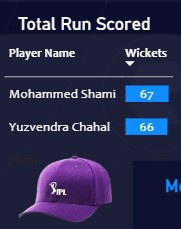 Total Run Scored
Player Name Wickets
Mohammed Shami 67
Yuzvendra Chahal 66
IPL